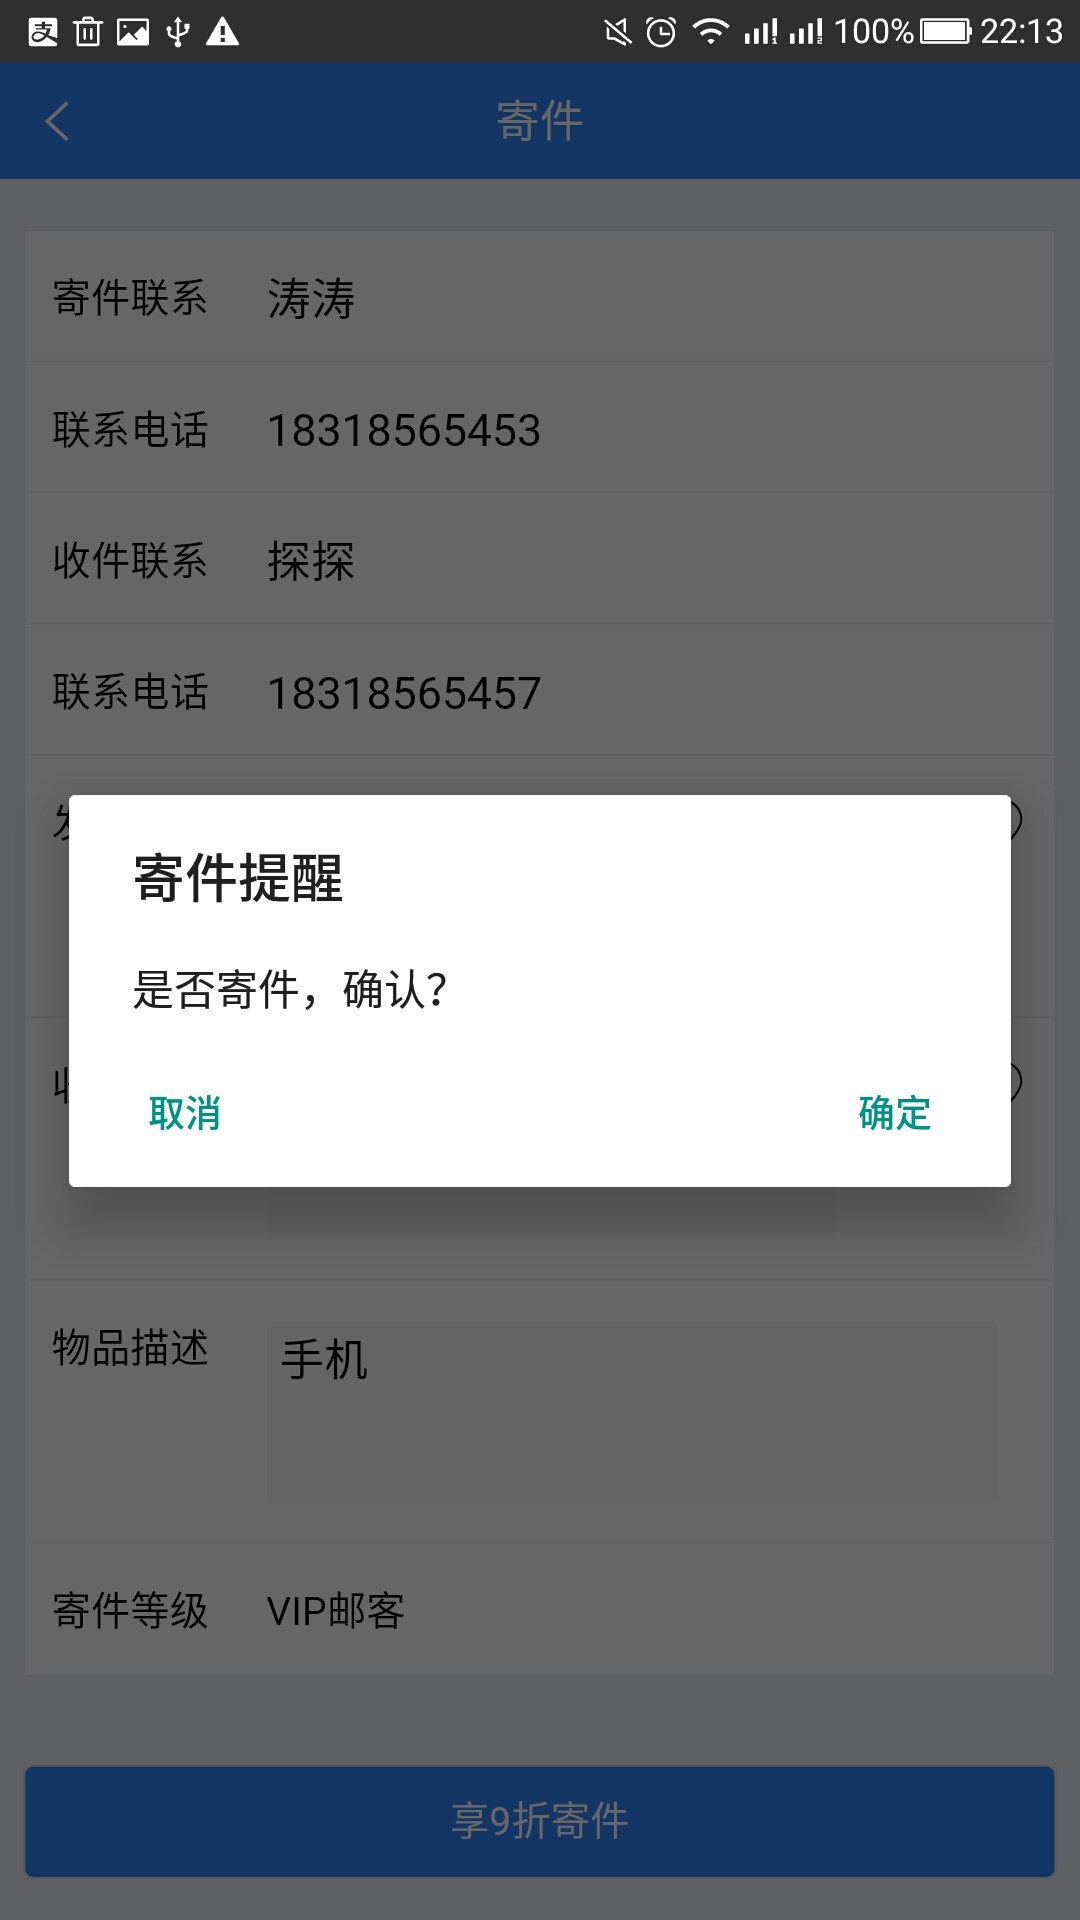 100% 22:13
寄件
寄件联系 涛涛
联系电话 18318565453
收件联系 探探
联系电话 18318565457
寄件提醒
是否寄件，确认？
取消 确定
物品描述 手机
寄件等级 VIP邮客
享9折寄件